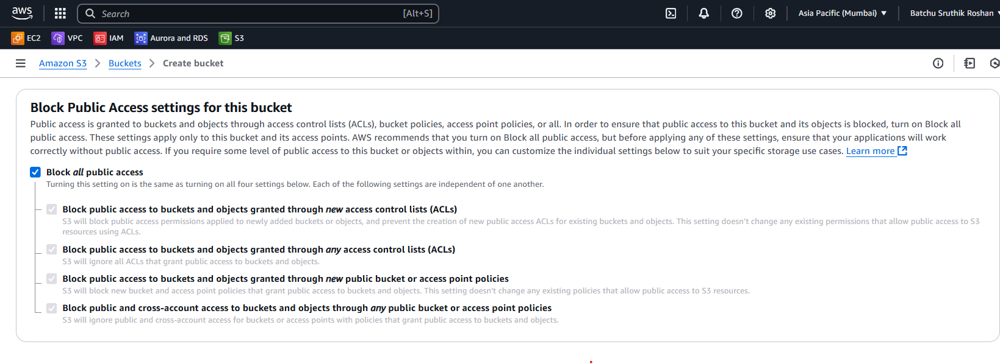 aws
Search [Alt+S] Asia Pacific (Mumbai) Batchu Sruthik Roshan
EC2 VPC IAM Aurora and RDS S3
Amazon S3 > Buckets > Create bucket
Block Public Access settings for this bucket
Public access is granted to buckets and objects through access control lists (ACLs), bucket policies, access point policies, or all. In order to ensure that public access to this bucket and its objects is blocked, turn on Block all
public access. These settings apply only to this bucket and its access points. AWS recommends that you turn on Block all public access, but before applying any of these settings, ensure that your applications will work
correctly without public access. If you require some level of public access to this bucket or objects within, you can customize the individual settings below to suit your specific storage use cases. Learn more
Block all public access
Turning this setting on is the same as turning on all four settings below. Each of the following settings are independent of one another.
Block public access to buckets and objects granted through new access control lists (ACLs)
S3 will block public access permissions applied to newly added buckets or objects, and prevent the creation of new public access ACLs for existing buckets and objects. This setting doesn't change any existing permissions that allow public access to S3
resources using ACLs.
Block public access to buckets and objects granted through any access control lists (ACLs)
S3 will ignore all ACLs that grant public access to buckets and objects.
Block public access to buckets and objects granted through new public bucket or access point policies
S3 will block new bucket and access point policies that grant public access to buckets and objects. This setting doesn't change any existing policies that allow public access to S3 resources.
Block public and cross-account access to buckets and objects through any public bucket or access point policies
S3 will ignore public and cross-account access for buckets or access points with policies that grant public access to buckets and objects.